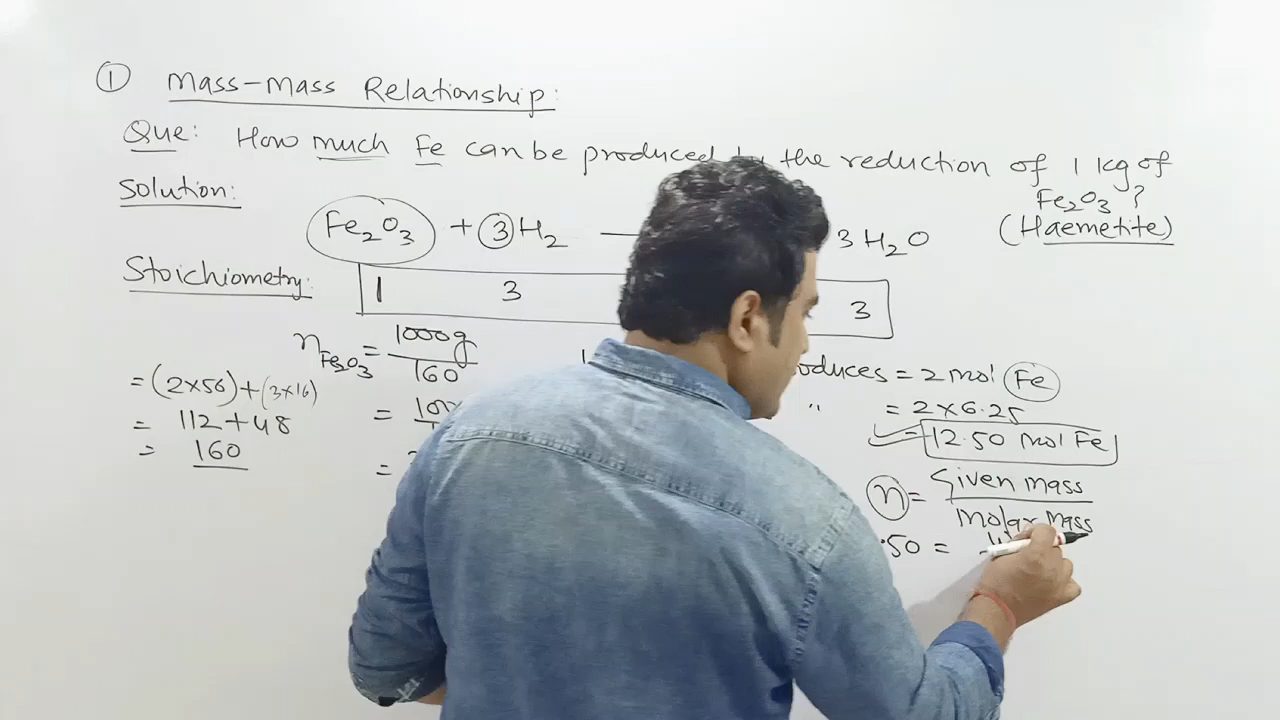 ① Mass-Mass Relationship:
Que: How much Fe can be produced by the reduction of 1 kg of
Fe₂O₃ ?
(Haemetite)
Solution:
Fe₂O₃ + 3H₂ — 3H₂O
Stoichiometry: 1 3 3
n Fe₂O₃ = 1000g / 160
= (2×56)+(3×16)
= 112 + 48
= 160
oduces = 2 mol Fe
" = 2×6.25
= 12.50 mol Fe
n = Given mass / Molar Mass
.50 =